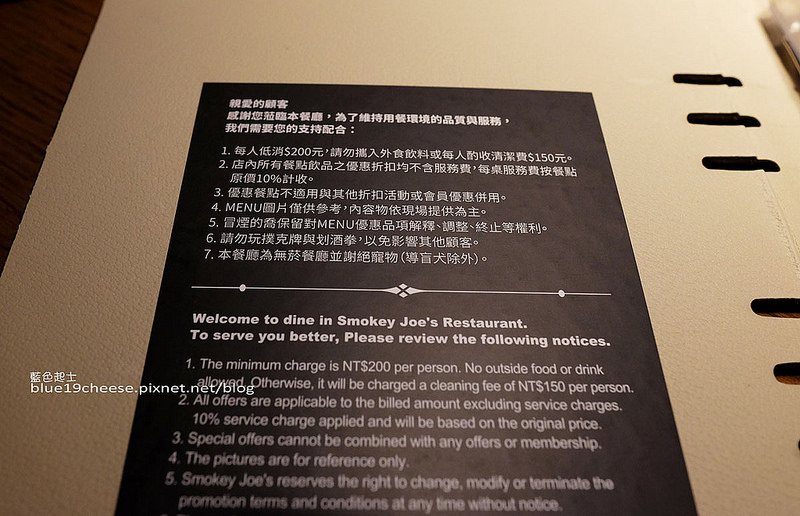 親愛的顧客
感謝您蒞臨本餐廳，為了維持用餐環境的品質與服務，
我們需要您的支持配合：
1. 每人低消$200元，請勿攜入外食飲料或每人酌收清潔費$150元。
2. 店內所有餐點飲品之優惠折扣均不含服務費，每桌服務費按餐點
原價10%計收。
3. 優惠餐點不適用與其他折扣活動或會員優惠併用。
4. MENU圖片僅供參考，內容物依現場提供為主。
5. 冒煙的喬保留對MENU優惠品項解釋、調整、終止等權利。
6. 請勿玩撲克牌與划酒拳，以免影響其他顧客。
7. 本餐廳為無菸餐廳並謝絕寵物（導盲犬除外）。
Welcome to dine in Smokey Joe's Restaurant.
To serve you better, Please review the following notices.
1. The minimum charge is NT$200 per person. No outside food or drink
allowed. Otherwise, it will be charged a cleaning fee of NT$150 per person.
2. All offers are applicable to the billed amount excluding service charges.
10% service charge applied and will be based on the original price.
3. Special offers cannot be combined with any offers or membership.
4. The pictures are for reference only.
5. Smokey Joe's reserves the right to change, modify or terminate the
promotion terms and conditions at any time without notice.
藍色起士
blue19cheese.pixnet.net/blog